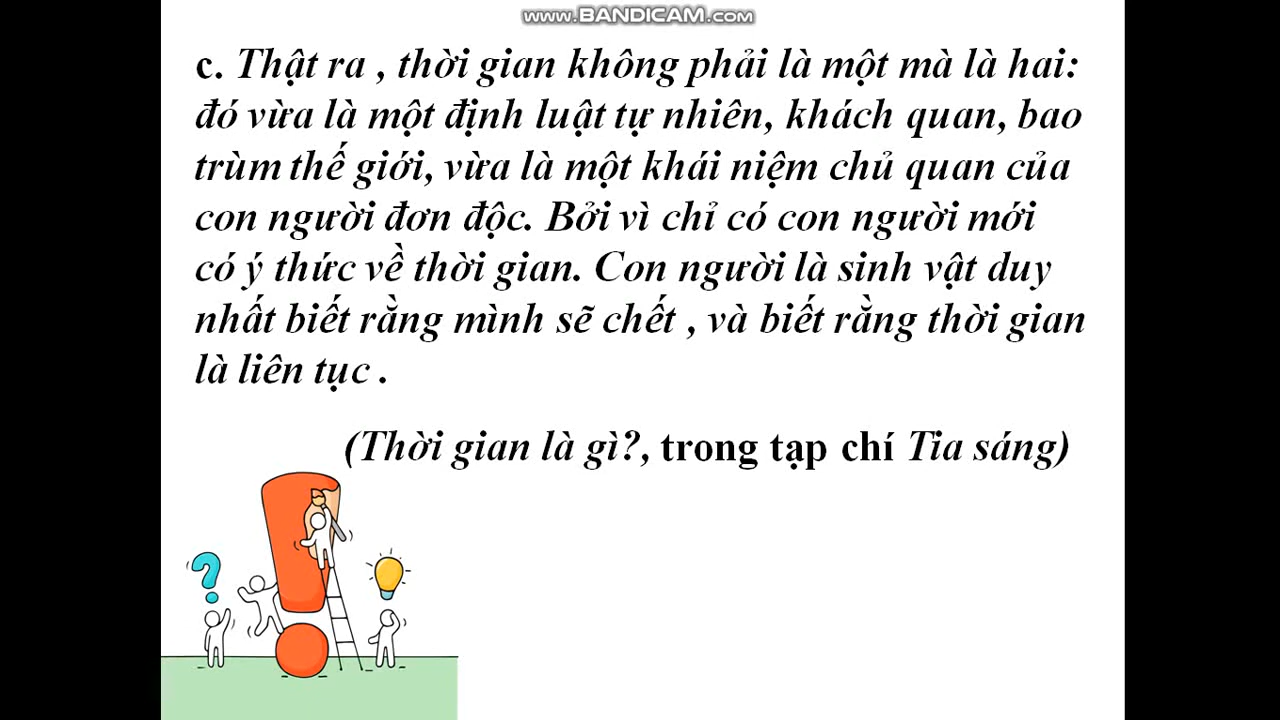 www.BANDICAM.com
c. Thật ra , thời gian không phải là một mà là hai:
đó vừa là một định luật tự nhiên, khách quan, bao
trùm thế giới, vừa là một khái niệm chủ quan của
con người đơn độc. Bởi vì chỉ có con người mới
có ý thức về thời gian. Con người là sinh vật duy
nhất biết rằng mình sẽ chết , và biết rằng thời gian
là liên tục .
(Thời gian là gì?, trong tạp chí Tia sáng)
?